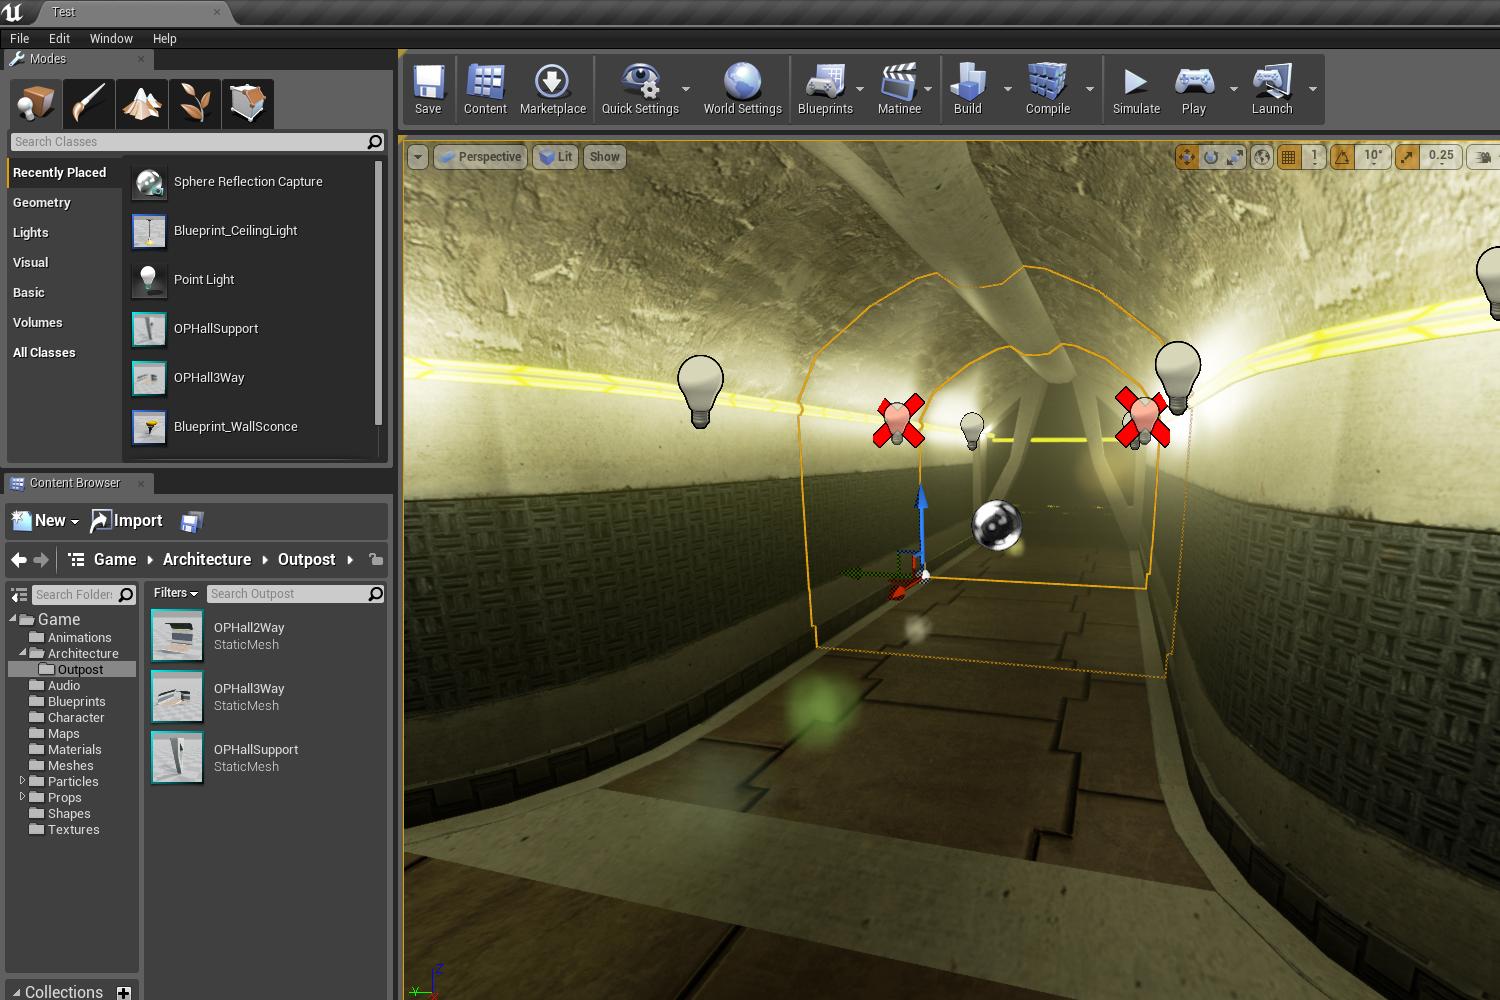 Test
File Edit Window Help
Modes
Save Content Marketplace Quick Settings World Settings Blueprints Matinee Build Compile Simulate Play Launch
Search Classes
Recently Placed
Geometry
Lights
Visual
Basic
Volumes
All Classes
Sphere Reflection Capture
Blueprint_CeilingLight
Point Light
OPHallSupport
OPHall3Way
Blueprint_WallSconce
Perspective Lit Show 1 10° 0.25
Content Browser
New Import
Game Architecture Outpost
Search Folder
Game
Animations
Architecture
Outpost
Audio
Blueprints
Character
Maps
Materials
Meshes
Particles
Props
Shapes
Textures
Filters Search Outpost
OPHall2Way
StaticMesh
OPHall3Way
StaticMesh
OPHallSupport
StaticMesh
Collections
Z
Y